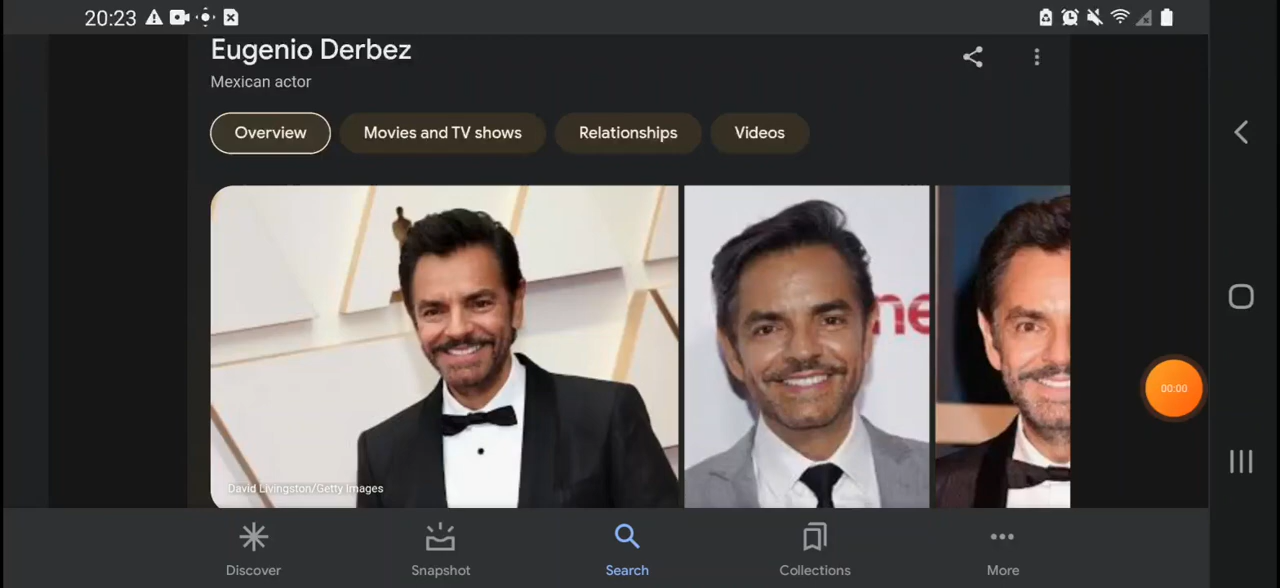 20:23
Eugenio Derbez
Mexican actor
Overview Movies and TV shows Relationships Videos
ne
David Livingston/Getty Images
00:00
Discover Snapshot Search Collections More